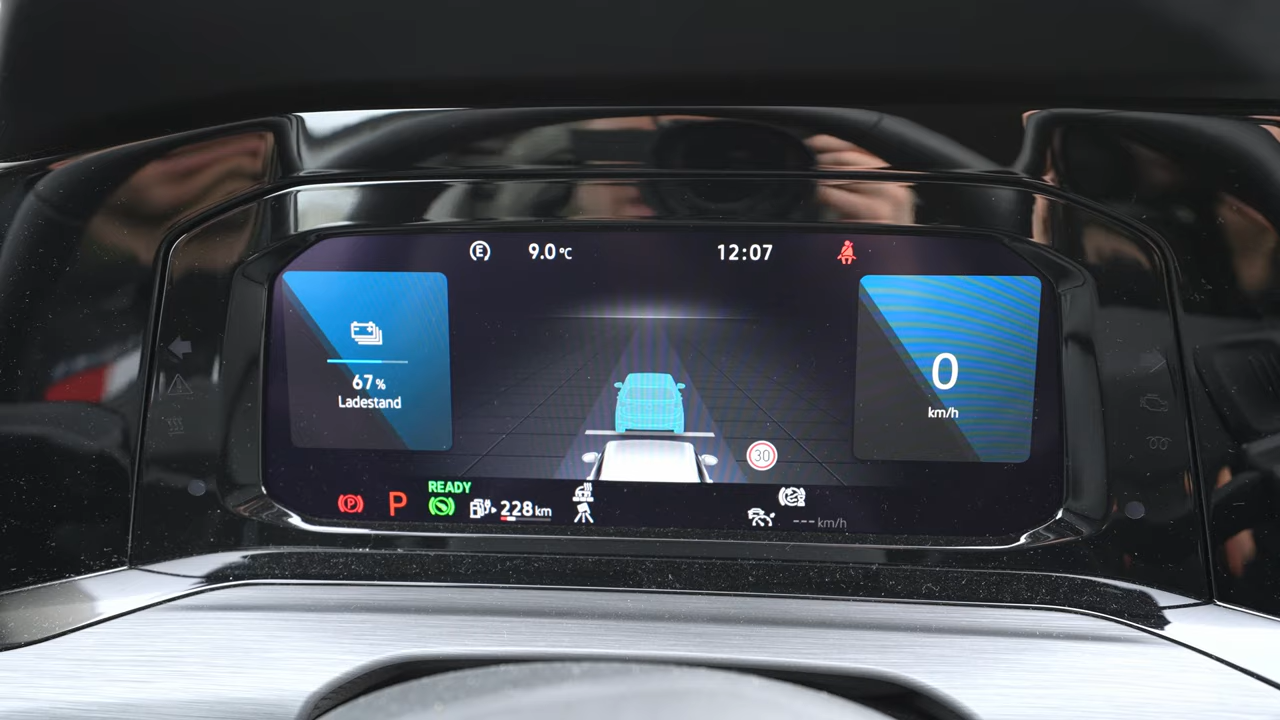 E 9.0 °C 12:07
67 %
Ladestand
0
km/h
30
READY
P P 228 km
--- km/h